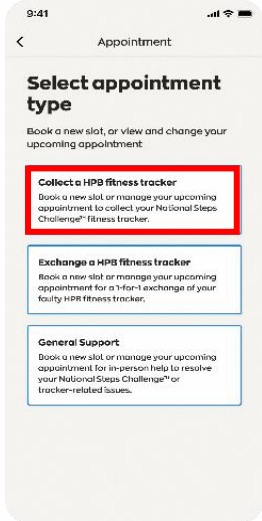 9:41
Appointment
Select appointment
type
Book a new slot, or view and change your
upcoming appointment
Collect a HPB fitness tracker
Book a new slot or manage your upcoming
appointment to collect your National Steps
Challenge™ fitness tracker.
Exchange a HPB fitness tracker
Book a new slot or manage your upcoming
appointment for a 1-for-1 exchange of your
faulty HPB fitness tracker.
General Support
Book a new slot or manage your upcoming
appointment for in-person help to resolve
your National Steps Challenge™ or
tracker-related issues.